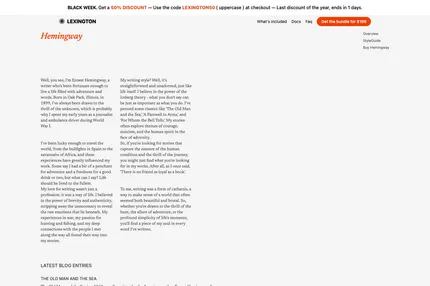 BLACK WEEK. Get a 50% DISCOUNT — Use the code LEXINGTON50 ( uppercase ) at checkout — Last discount of the year, ends in 1 days.
LEXINGTON
What's included Docs Faq Get the bundle for $199
Hemingway
Overview
StyleGuide
Buy Hemingway
Well, you see, I'm Ernest Hemingway, a
writer who's been fortunate enough to
live a life filled with adventure and
words. Born in Oak Park, Illinois, in
1899, I've always been drawn to the
thrill of the unknown, which is probably
why I spent my early years as a journalist
and ambulance driver during World
War I.
I've been lucky enough to travel the
world, from the bullfights in Spain to the
savannahs of Africa, and these
experiences have greatly influenced my
work. Some say I had a bit of a penchant
for adventure and a fondness for a good
drink or two, but what can I say? Life
should be lived to the fullest.
My love for writing wasn't just a
profession; it was a way of life. I believed
in the power of brevity and authenticity,
stripping away the unnecessary to reveal
the raw emotions that lie beneath. My
experiences in war, my passion for
hunting and fishing, and my deep
connections with the people I met
along the way all found their way into
my stories.
My writing style? Well, it's
straightforward and unadorned, just like
life itself. I believe in the power of the
iceberg theory - what you don't say can
be just as important as what you do. I've
penned some classics like 'The Old Man
and the Sea,' 'A Farewell to Arms,' and
'For Whom the Bell Tolls.' My stories
often explore themes of courage,
stoicism, and the human spirit in the
face of adversity.
So, if you're looking for stories that
capture the essence of the human
condition and the thrill of the journey,
you might just find what you're looking
for in my works. After all, as I once said,
'There is no friend as loyal as a book.'
To me, writing was a form of catharsis, a
way to make sense of a world that often
seemed both beautiful and brutal. So,
whether you're drawn to the thrill of the
hunt, the allure of adventure, or the
profound simplicity of life's moments,
you'll find a piece of my soul in every
word I've written.
LATEST BLOG ENTRIES
THE OLD MAN AND THE SEA